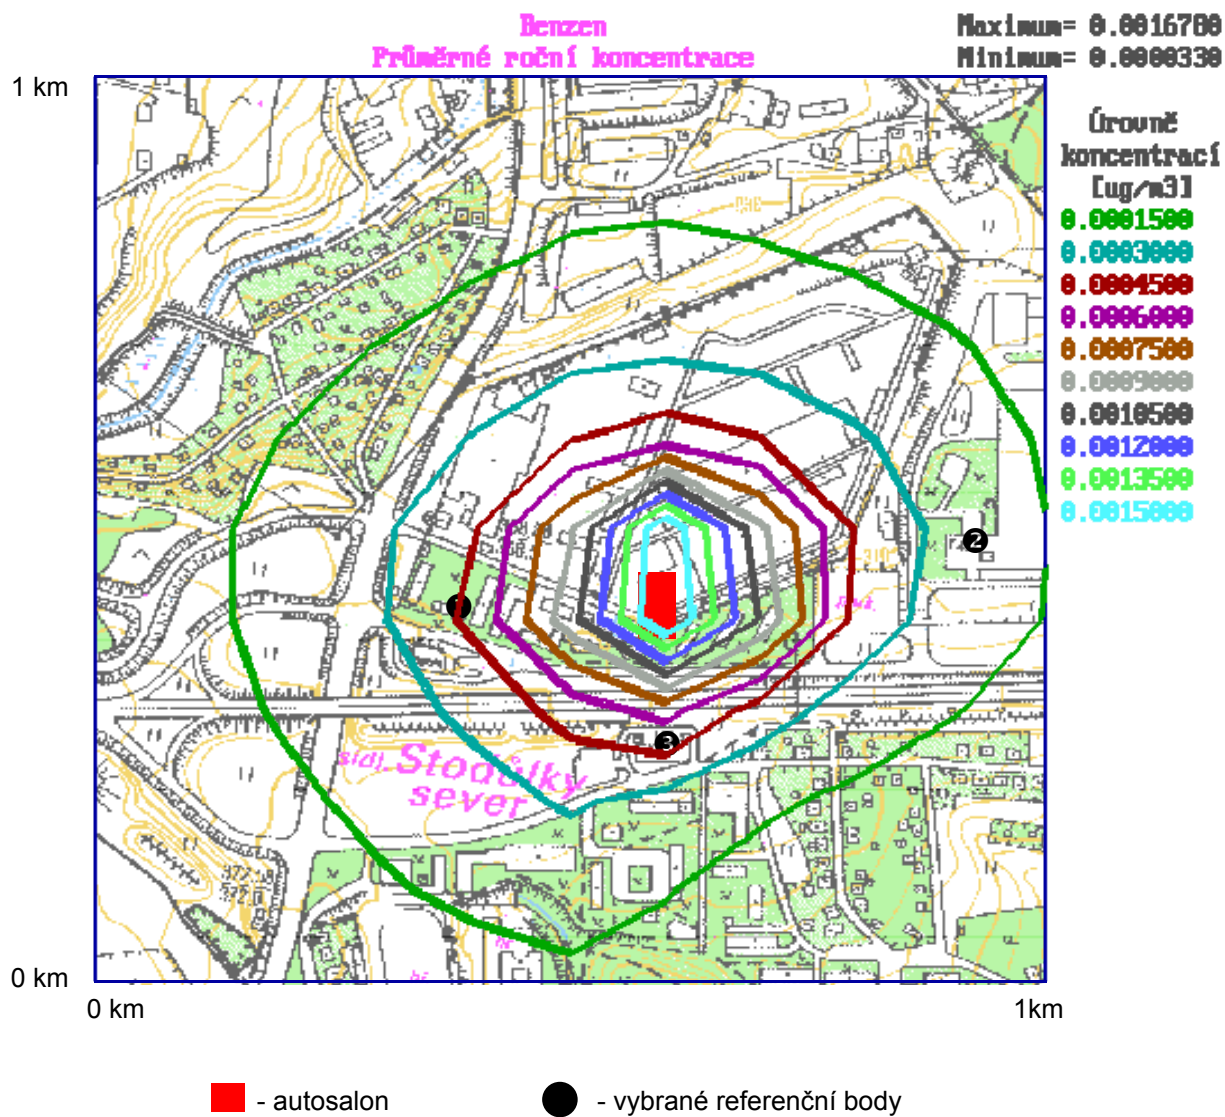 Benzen
Průměrné roční koncentrace
Maximum= 0.0016780
Minimum= 0.0000330
1 km
Úrovně
koncentrací
[ug/m3]
0.0001500
0.0003000
0.0004500
0.0006000
0.0007500
0.0009000
0.0010500
0.0012000
0.0013500
0.0015000
2
3
sídl. Stodůlky
sever
0 km
0 km
1km
- autosalon
- vybrané referenční body